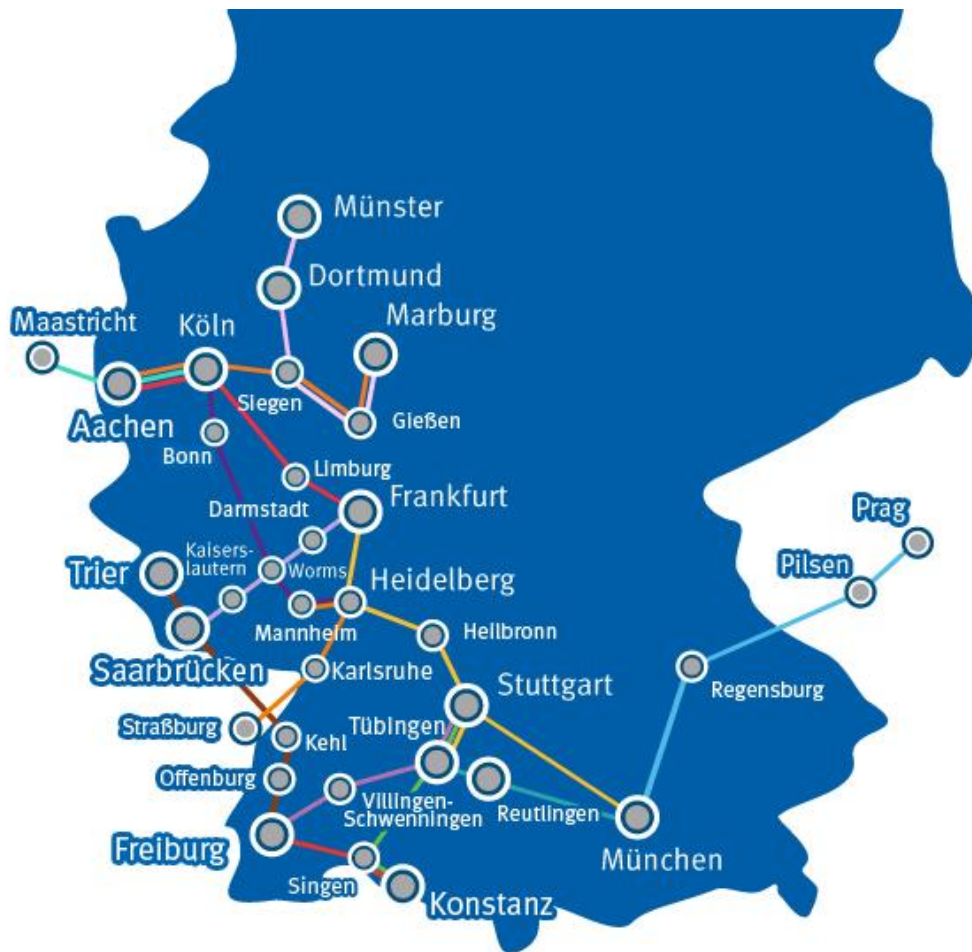 Münster
Dortmund
Marburg
Maastricht
Köln
Siegen
Gießen
Aachen
Bonn
Limburg
Darmstadt
Frankfurt
Prag
Kaisers-
lautern
Worms
Trier
Heidelberg
Pilsen
Mannheim
Heilbronn
Saarbrücken
Karlsruhe
Stuttgart
Regensburg
Straßburg
Tübingen
Kehl
Offenburg
Villingen-
Schwenningen
Reutlingen
Freiburg
München
Singen
Konstanz